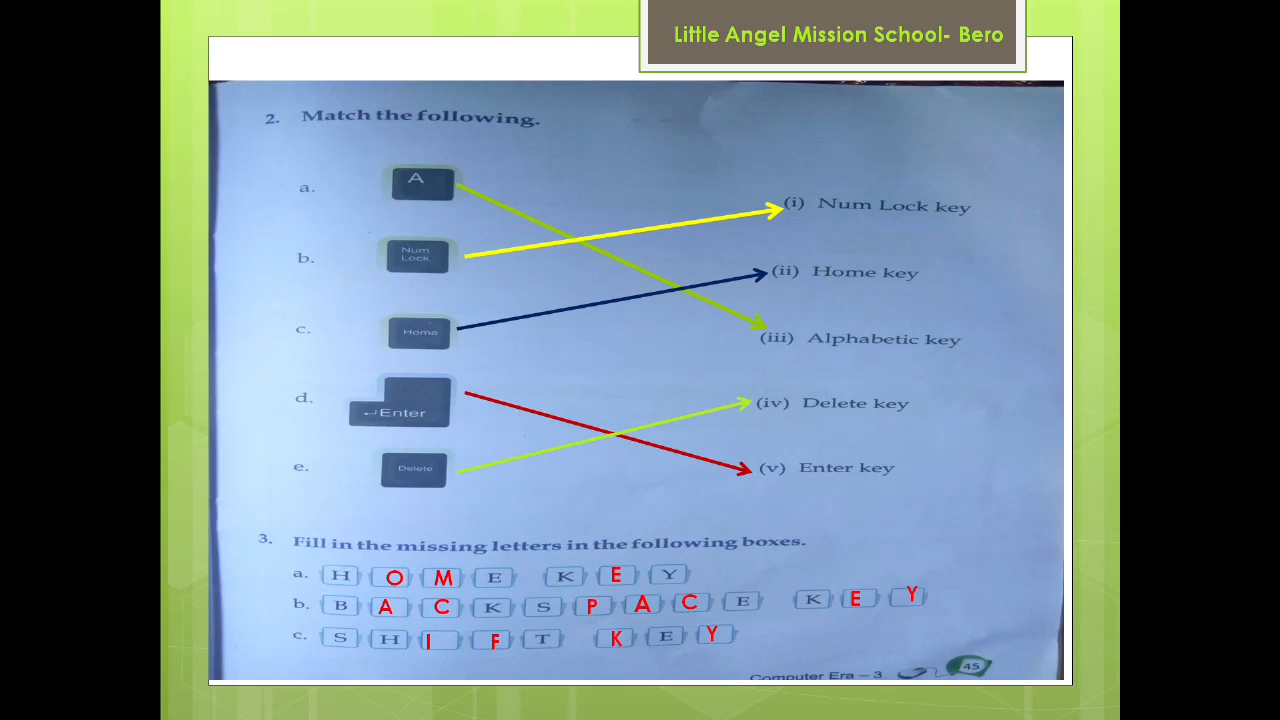 Little Angel Mission School- Bero
2. Match the following.
a. A (i) Num Lock key
b. Num Lock (ii) Home key
c. Home (iii) Alphabetic key
d. ↵Enter (iv) Delete key
e. Delete (v) Enter key
3. Fill in the missing letters in the following boxes.
a. H O M E K E Y
b. B A C K S P A C E K E Y
c. S H I F T K E Y
Computer Era – 3 45